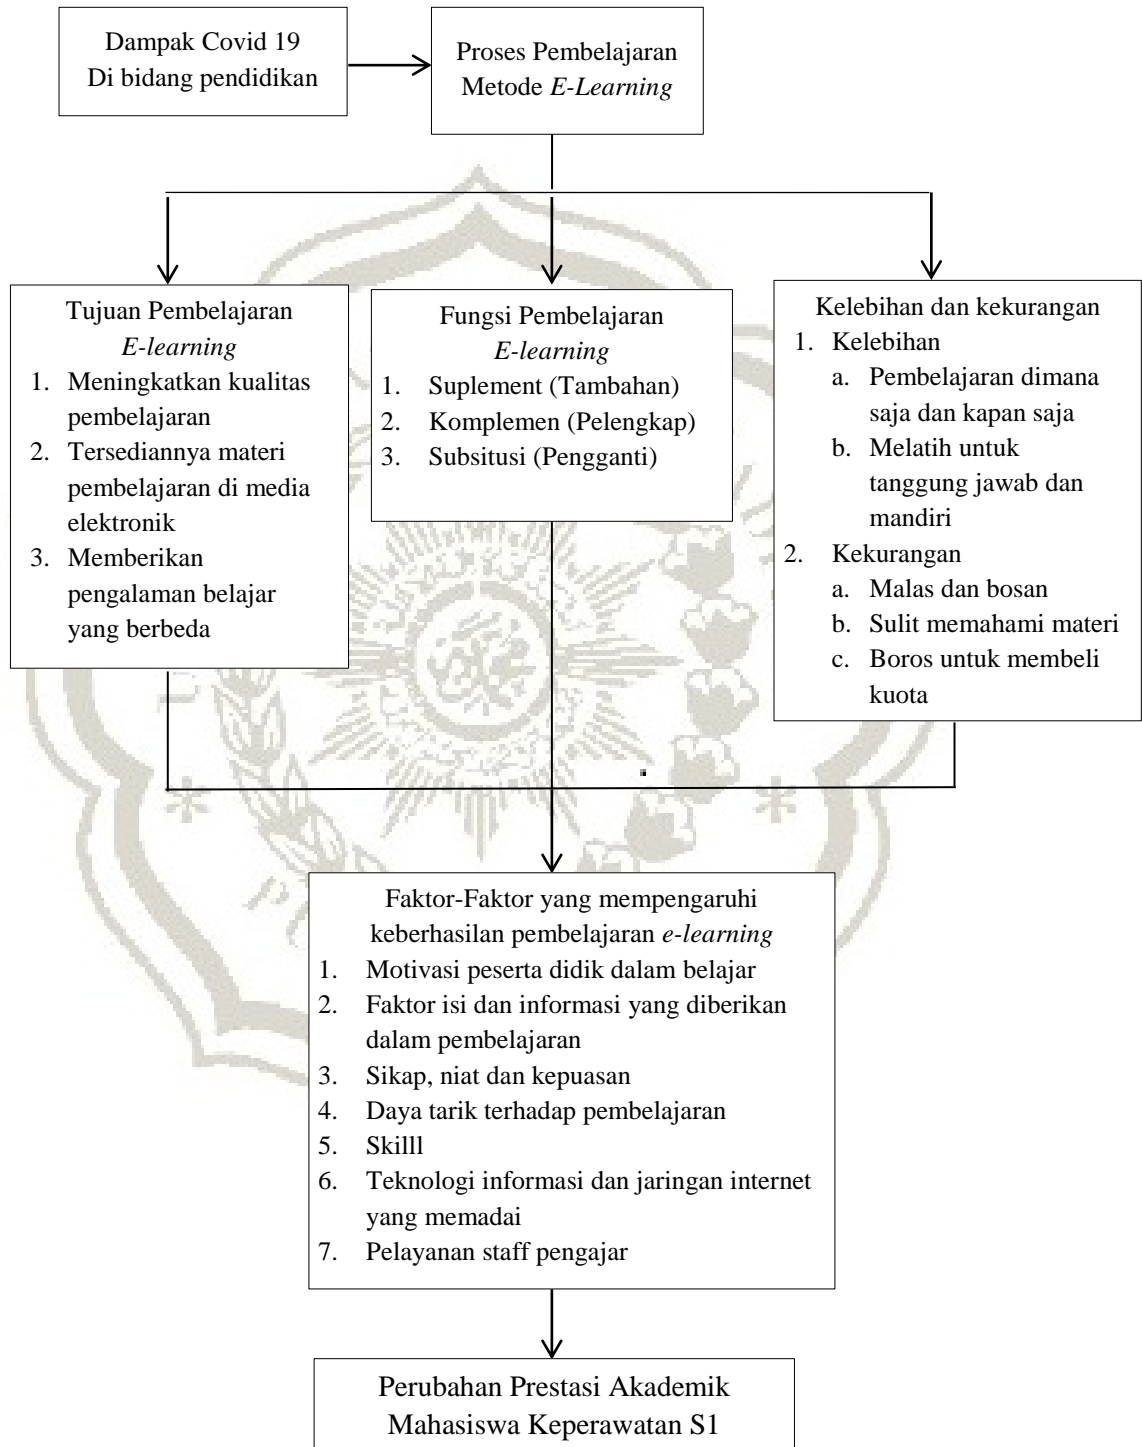 Dampak Covid 19
Di bidang pendidikan
Proses Pembelajaran
Metode E-Learning
Tujuan Pembelajaran
E-learning
1. Meningkatkan kualitas
pembelajaran
2. Tersediannya materi
pembelajaran di media
elektronik
3. Memberikan
pengalaman belajar
yang berbeda
Fungsi Pembelajaran
E-learning
1. Suplement (Tambahan)
2. Komplemen (Pelengkap)
3. Subsitusi (Pengganti)
Kelebihan dan kekurangan
1. Kelebihan
a. Pembelajaran dimana
saja dan kapan saja
b. Melatih untuk
tanggung jawab dan
mandiri
2. Kekurangan
a. Malas dan bosan
b. Sulit memahami materi
c. Boros untuk membeli
kuota
Faktor-Faktor yang mempengaruhi
keberhasilan pembelajaran e-learning
1. Motivasi peserta didik dalam belajar
2. Faktor isi dan informasi yang diberikan
dalam pembelajaran
3. Sikap, niat dan kepuasan
4. Daya tarik terhadap pembelajaran
5. Skilll
6. Teknologi informasi dan jaringan internet
yang memadai
7. Pelayanan staff pengajar
Perubahan Prestasi Akademik
Mahasiswa Keperawatan S1